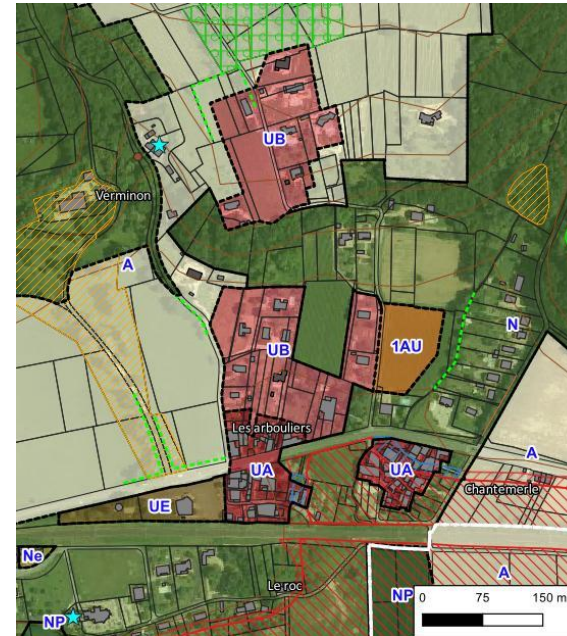 UB
Verminon
A
N
UB
1AU
Les arbouliers
UA
UA
A
Chantemerle
UE
Ne
Le roc
NP
NP
A
0 75 150 m